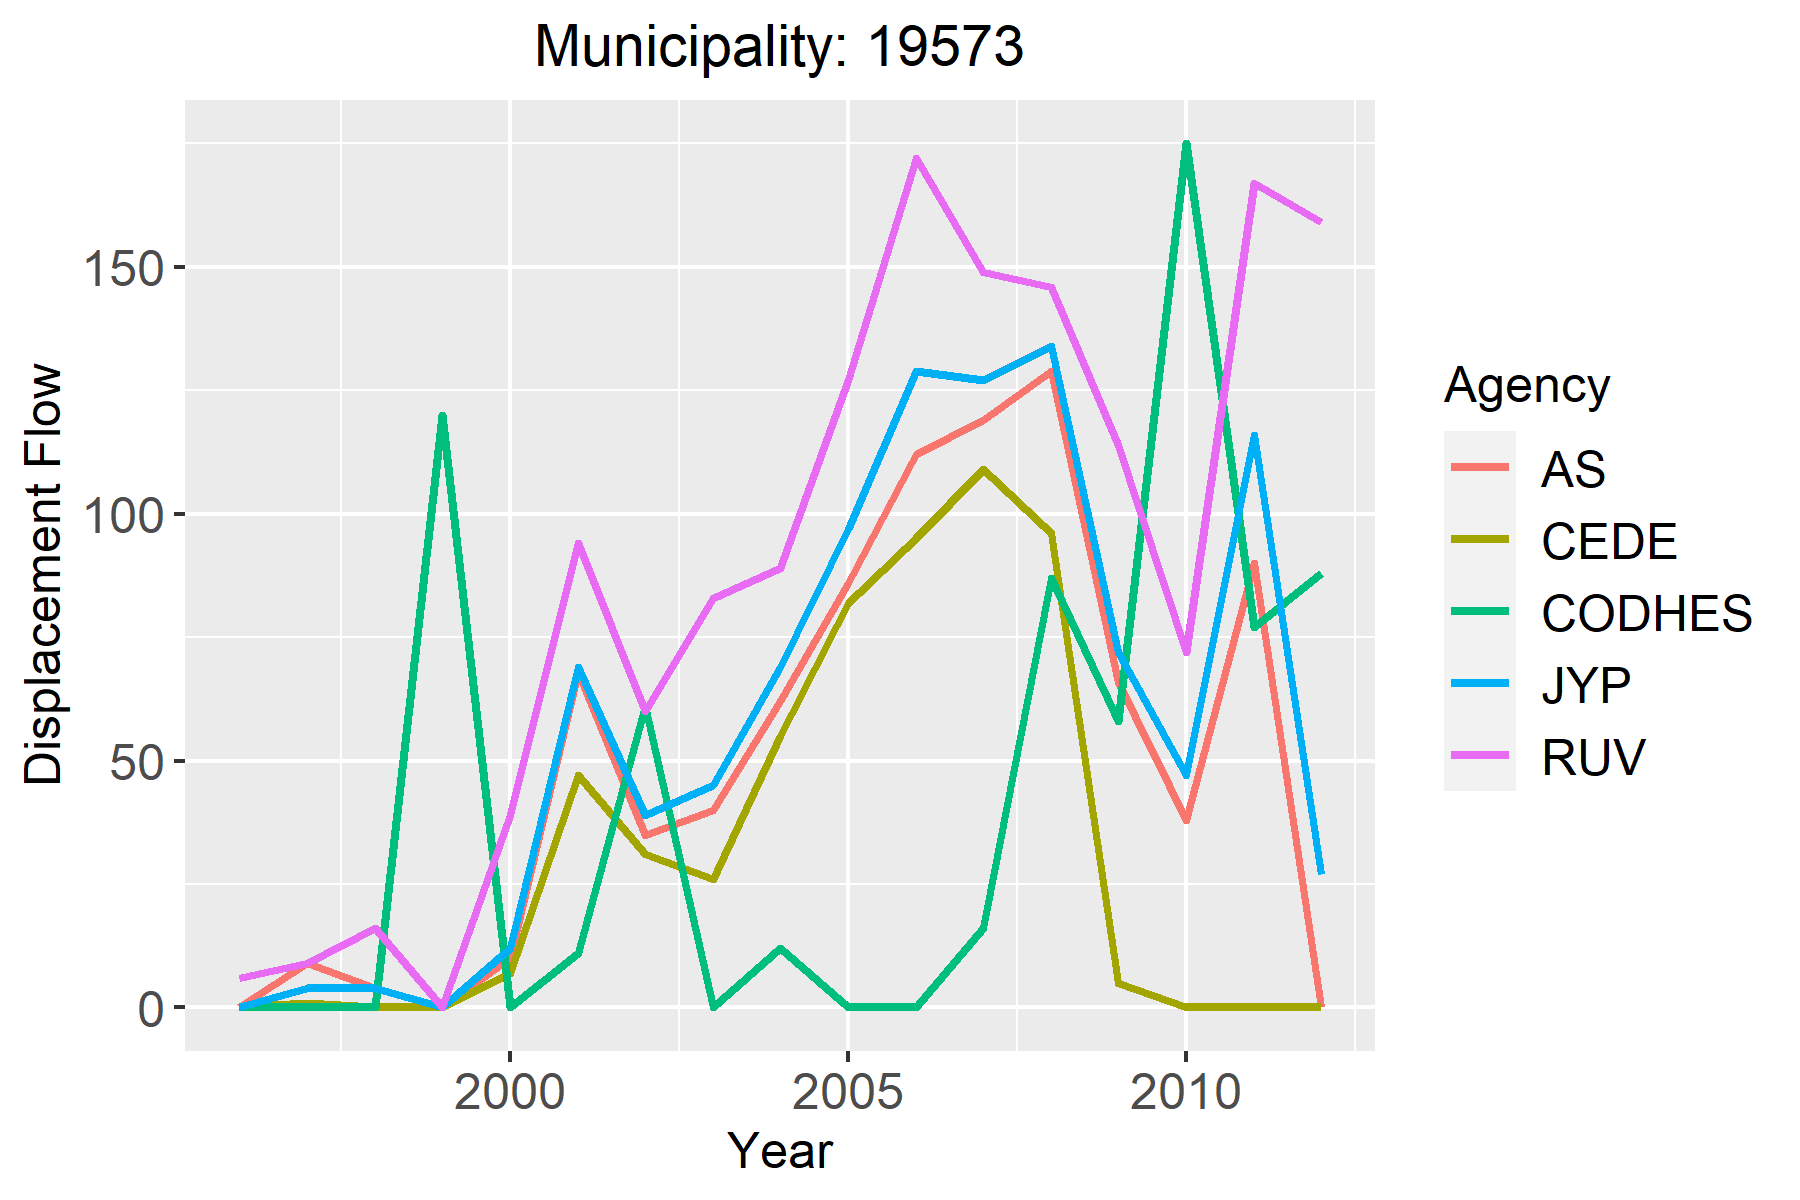 Municipality: 19573
Displacement Flow
150
100
50
0
2000 2005 2010
Year
Agency
AS
CEDE
CODHES
JYP
RUV